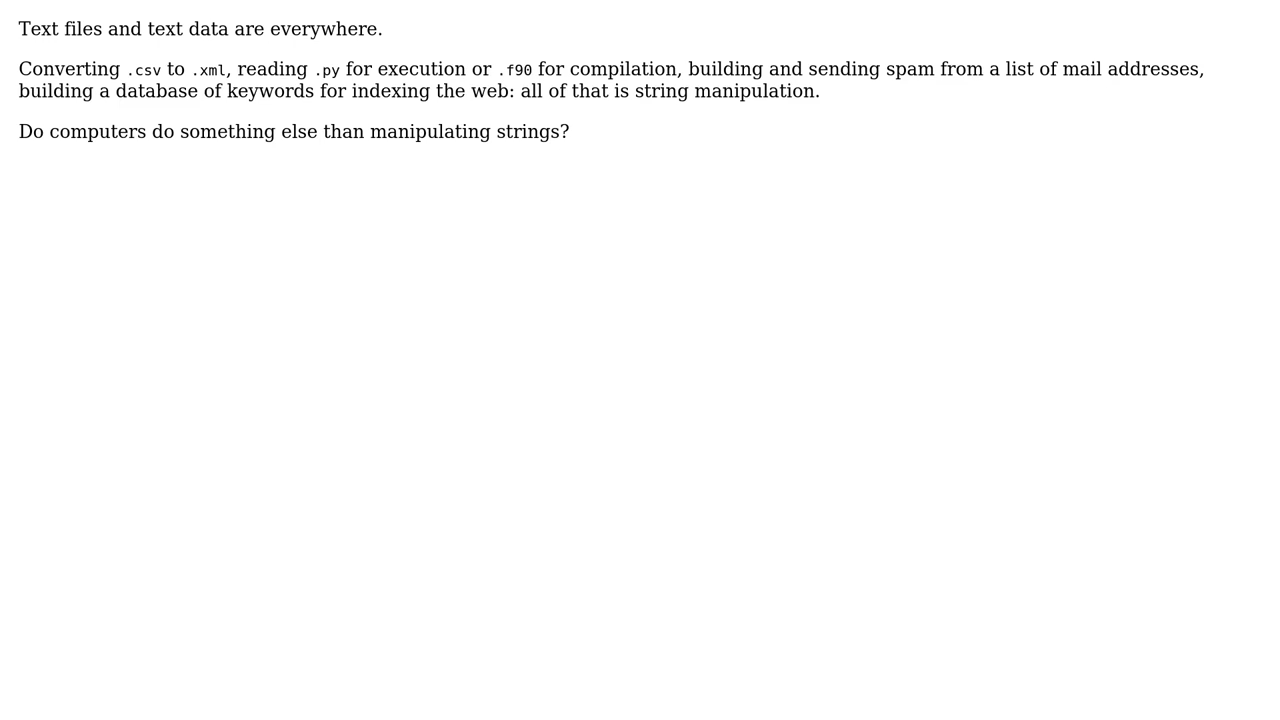 Text files and text data are everywhere.
Converting .csv to .xml, reading .py for execution or .f90 for compilation, building and sending spam from a list of mail addresses,
building a database of keywords for indexing the web: all of that is string manipulation.
Do computers do something else than manipulating strings?